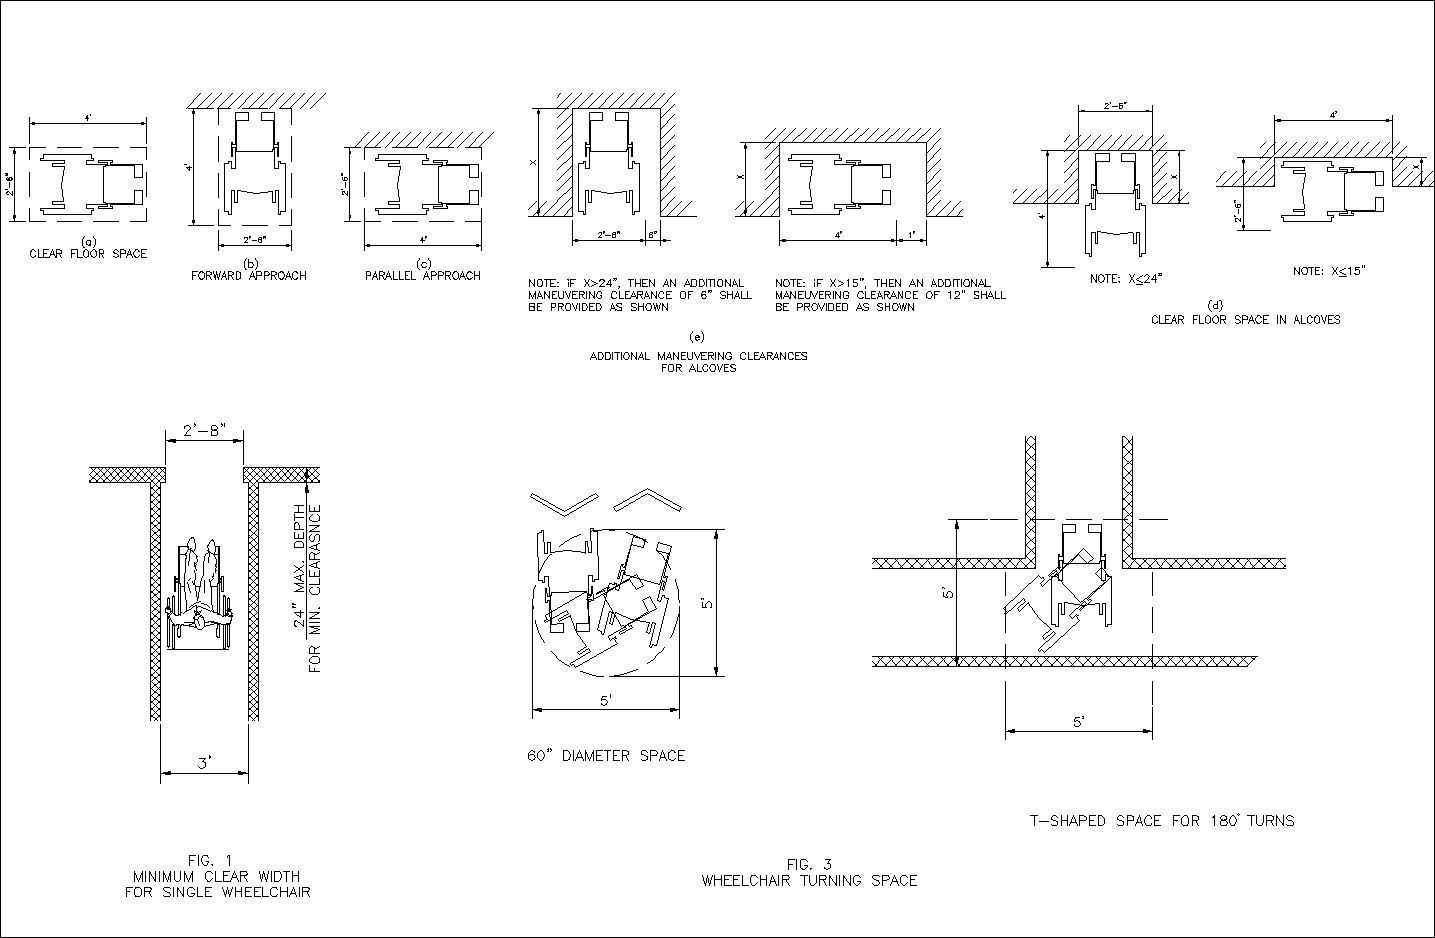 4'
2'-6"
(a)
CLEAR FLOOR SPACE
4'
2'-6"
(b)
FORWARD APPROACH
2'-6"
4'
(c)
PARALLEL APPROACH
X
2'-6"
6"
NOTE: IF X>24", THEN AN ADDITIONAL
MANEUVERING CLEARANCE OF 6" SHALL
BE PROVIDED AS SHOWN
X
4'
1'
NOTE: IF X>15", THEN AN ADDITIONAL
MANEUVERING CLEARANCE OF 12" SHALL
BE PROVIDED AS SHOWN
(e)
ADDITIONAL MANEUVERING CLEARANCES
FOR ALCOVES
2'-6"
4'
X
NOTE: X≤24"
4'
2'-6"
X
NOTE: X≤15"
(d)
CLEAR FLOOR SPACE IN ALCOVES
2'-8"
24" MAX. DEPTH
FOR MIN. CLEARASNCE
3'
FIG. 1
MINIMUM CLEAR WIDTH
FOR SINGLE WHEELCHAIR
5'
5'
60" DIAMETER SPACE
5'
5'
T-SHAPED SPACE FOR 180° TURNS
FIG. 3
WHEELCHAIR TURNING SPACE